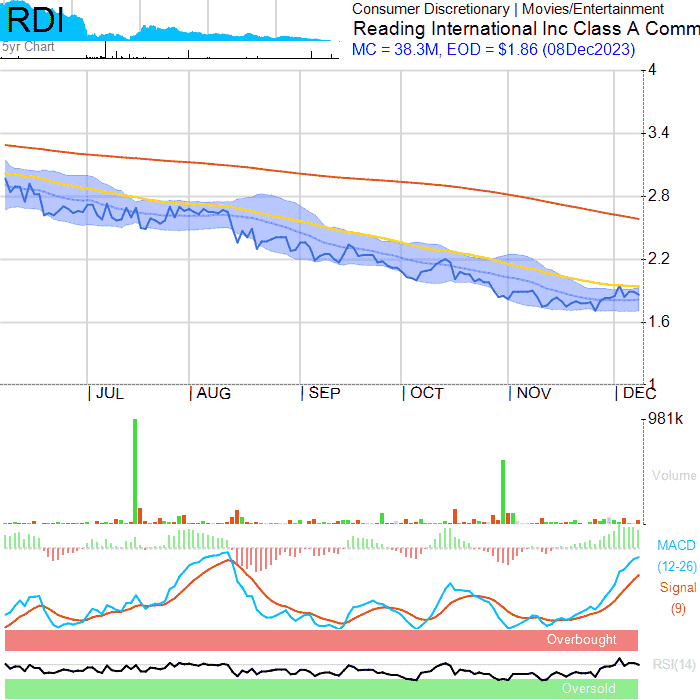 RDI
5yr Chart
Consumer Discretionary | Movies/Entertainment
Reading International Inc Class A Comm
MC = 38.3M, EOD = $1.86 (08Dec2023)
4
3.4
2.8
2.2
1.6
1
JUL AUG SEP OCT NOV DEC
981k
Volume
MACD
(12-26)
Signal
(9)
Overbought
RSI(14)
Oversold